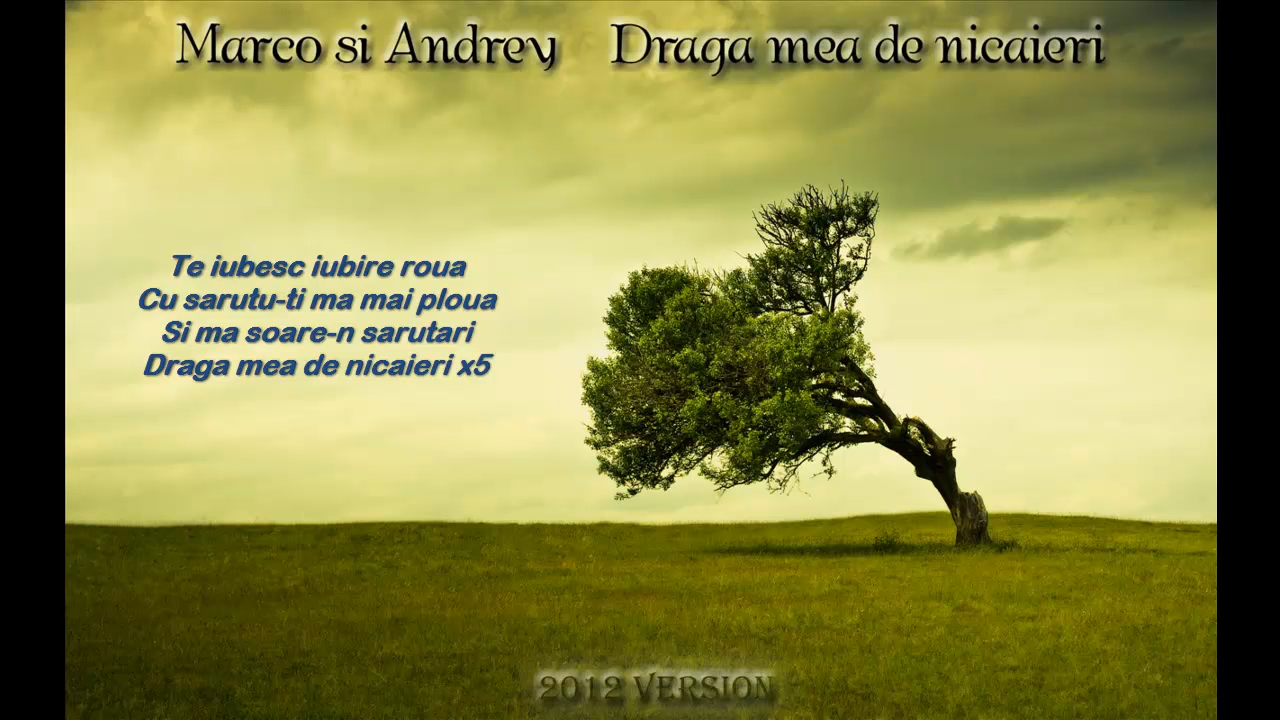 Marco si Andrey Draga mea de nicaieri
Te iubesc iubire roua
Cu sarutu-ti ma mai ploua
Si ma soare-n sarutari
Draga mea de nicaieri x5
2012 VERSION